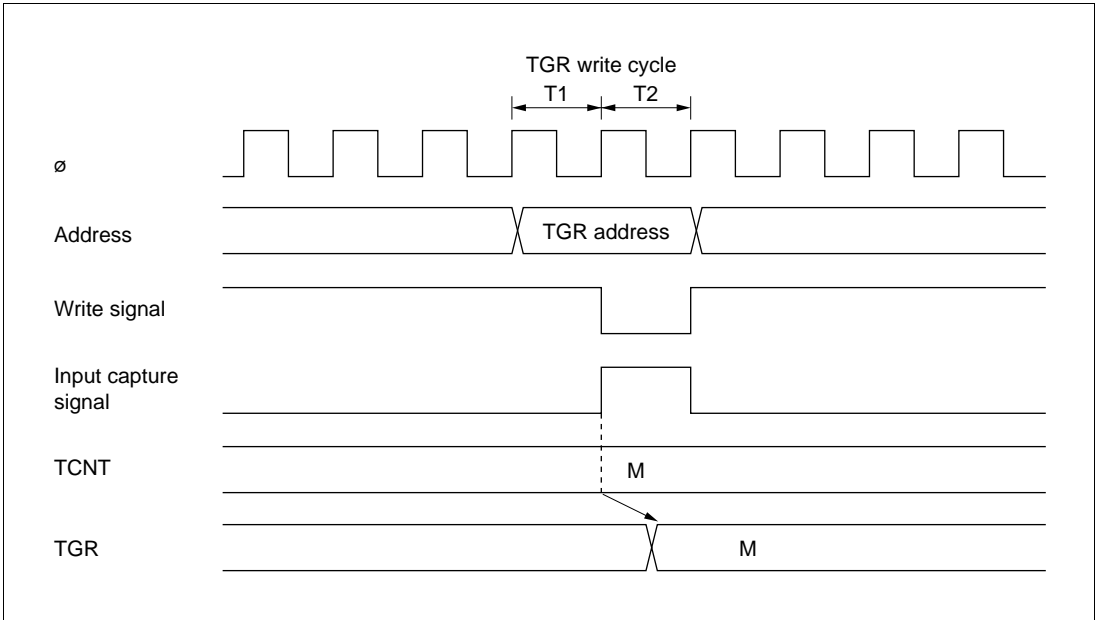 TGR write cycle
T1 T2
ø
Address
TGR address
Write signal
Input capture
signal
TCNT
M
TGR
M